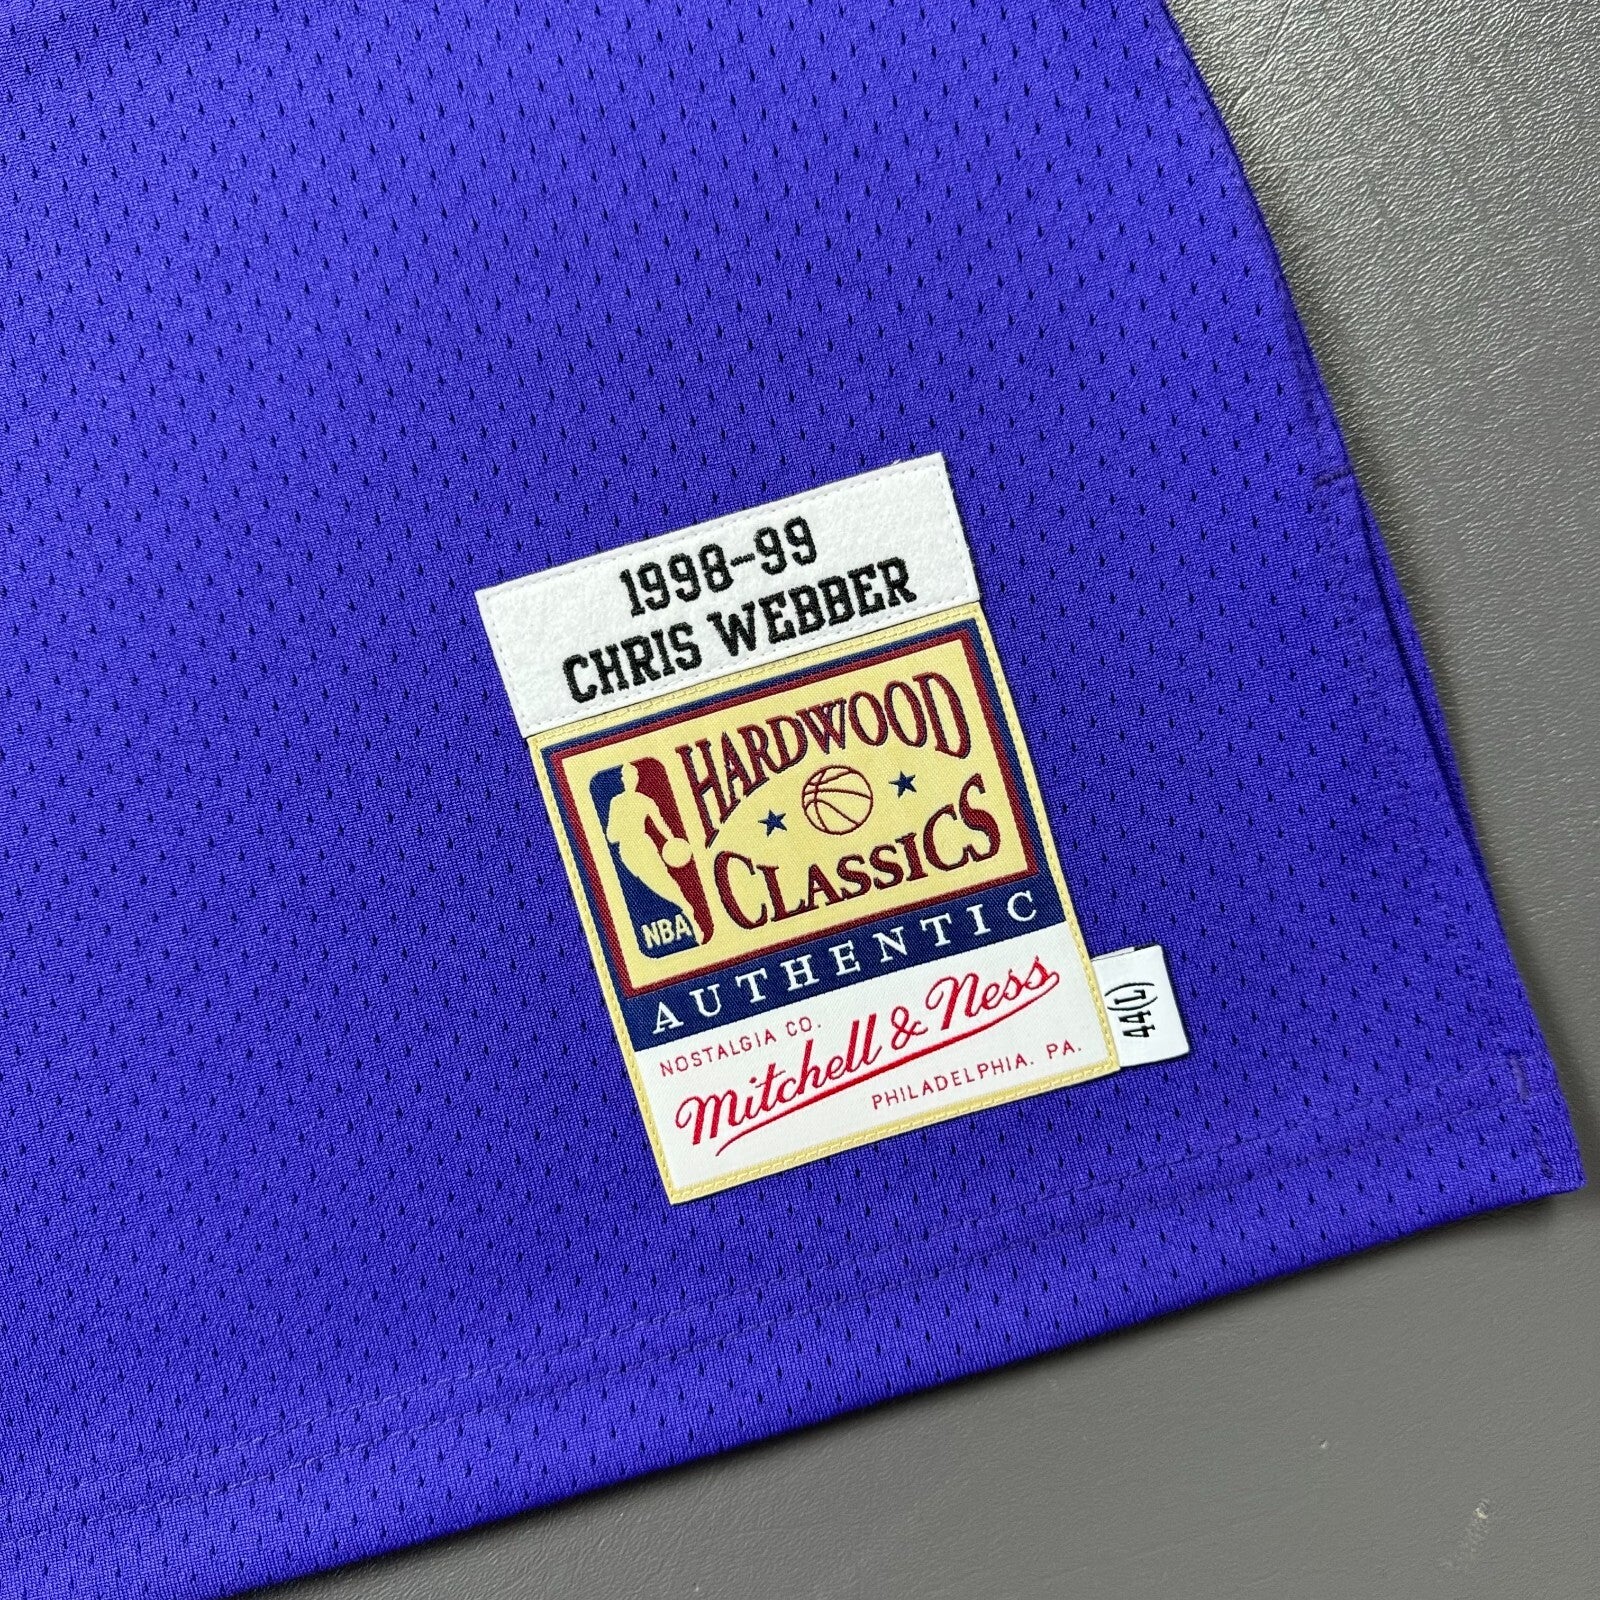 1998-99
CHRIS WEBBER
HARDWOOD
CLASSICS
NBA
AUTHENTIC
NOSTALGIA CO.
Mitchell & Ness
PHILADELPHIA. PA.
44(L)